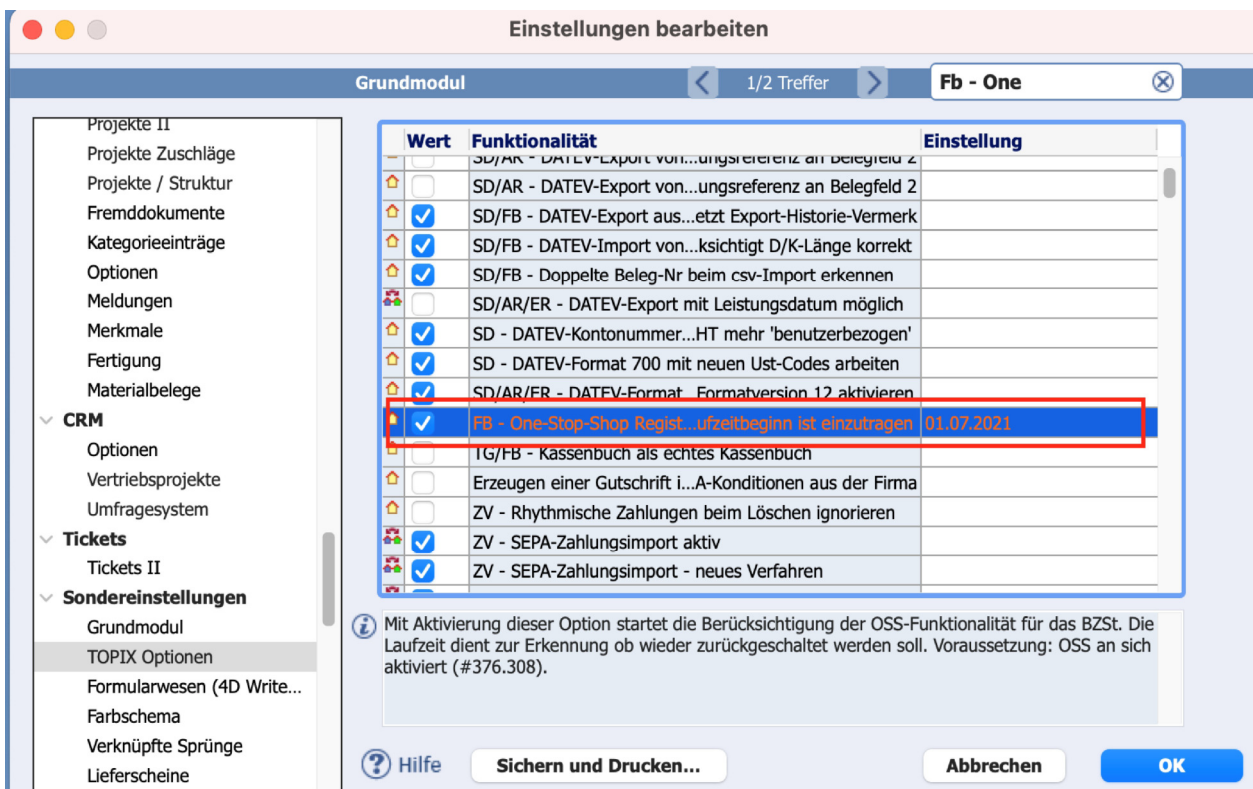 Einstellungen bearbeiten
Grundmodul
1/2 Treffer
Fb - One
Projekte II
Projekte Zuschläge
Projekte / Struktur
Fremddokumente
Kategorieeinträge
Optionen
Meldungen
Merkmale
Fertigung
Materialbelege
CRM
Optionen
Vertriebsprojekte
Umfragesystem
Tickets
Tickets II
Sondereinstellungen
Grundmodul
TOPIX Optionen
Formularwesen (4D Write...
Farbschema
Verknüpfte Sprünge
Lieferscheine
Wert Funktionalität Einstellung
SD/AR - DATEV-Export von...ungsreferenz an Belegfeld 2
SD/AR - DATEV-Export von...ungsreferenz an Belegfeld 2
SD/FB - DATEV-Export aus...etzt Export-Historie-Vermerk
SD/FB - DATEV-Import von...ksichtigt D/K-Länge korrekt
SD/FB - Doppelte Beleg-Nr beim csv-Import erkennen
SD/AR/ER - DATEV-Export mit Leistungsdatum möglich
SD - DATEV-Kontonummer...HT mehr 'benutzerbezogen'
SD - DATEV-Format 700 mit neuen Ust-Codes arbeiten
SD/AR/ER - DATEV-Format...Formatversion 12 aktivieren
FB - One-Stop-Shop Regist...ufzeitbeginn ist einzutragen 01.07.2021
TG/FB - Kassenbuch als echtes Kassenbuch
Erzeugen einer Gutschrift i...A-Konditionen aus der Firma
ZV - Rhythmische Zahlungen beim Löschen ignorieren
ZV - SEPA-Zahlungsimport aktiv
ZV - SEPA-Zahlungsimport - neues Verfahren
Mit Aktivierung dieser Option startet die Berücksichtigung der OSS-Funktionalität für das BZSt. Die
Laufzeit dient zur Erkennung ob wieder zurückgeschaltet werden soll. Voraussetzung: OSS an sich
aktiviert (#376.308).
? Hilfe
Sichern und Drucken...
Abbrechen
OK